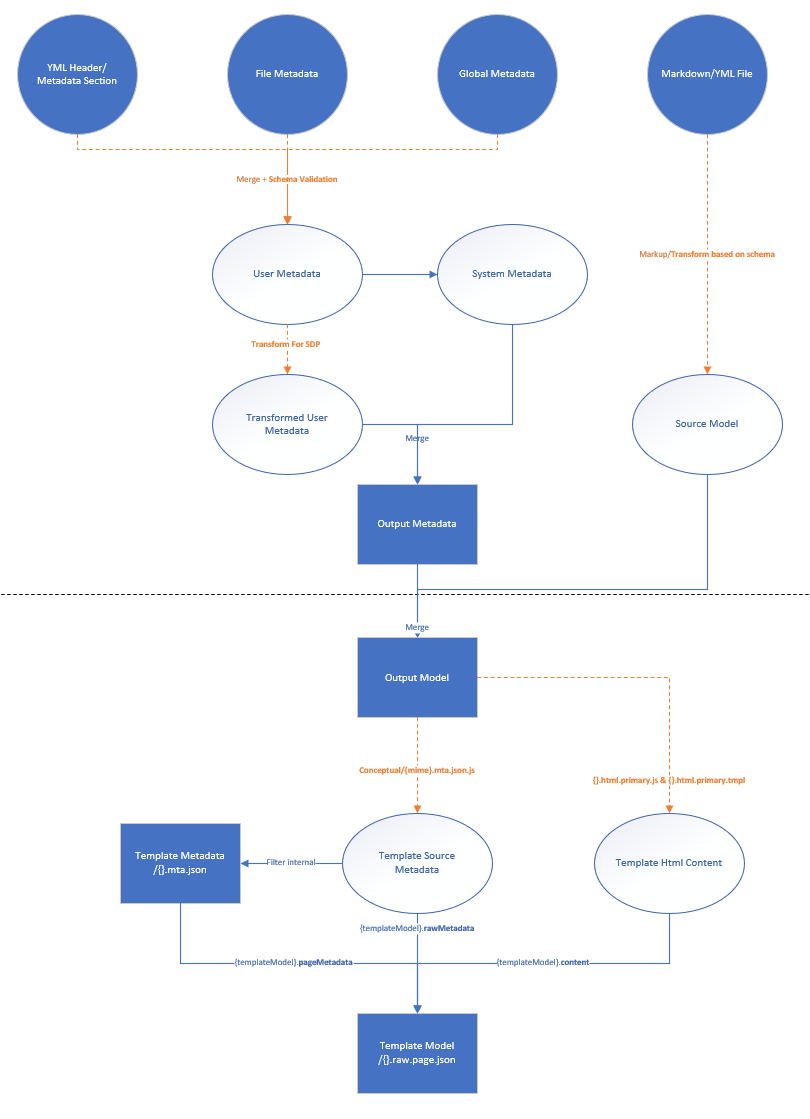 YML Header/
Metadata Section
File Metadata
Global Metadata
Markdown/YML File
Merge + Schema Validation
Markup/Transform based on schema
User Metadata
System Metadata
Transform For SDP
Transformed User
Metadata
Source Model
Merge
Output Metadata
Merge
Output Model
Conceptual/{mime}.mta.json.js
{}.html.primary.js & {}.html.primary.tmpl
Template Metadata
/{}.mta.json
Filter internal
Template Source
Metadata
Template Html Content
{templateModel}.rawMetadata
{templateModel}.pageMetadata
{templateModel}.content
Template Model
/{}.raw.page.json